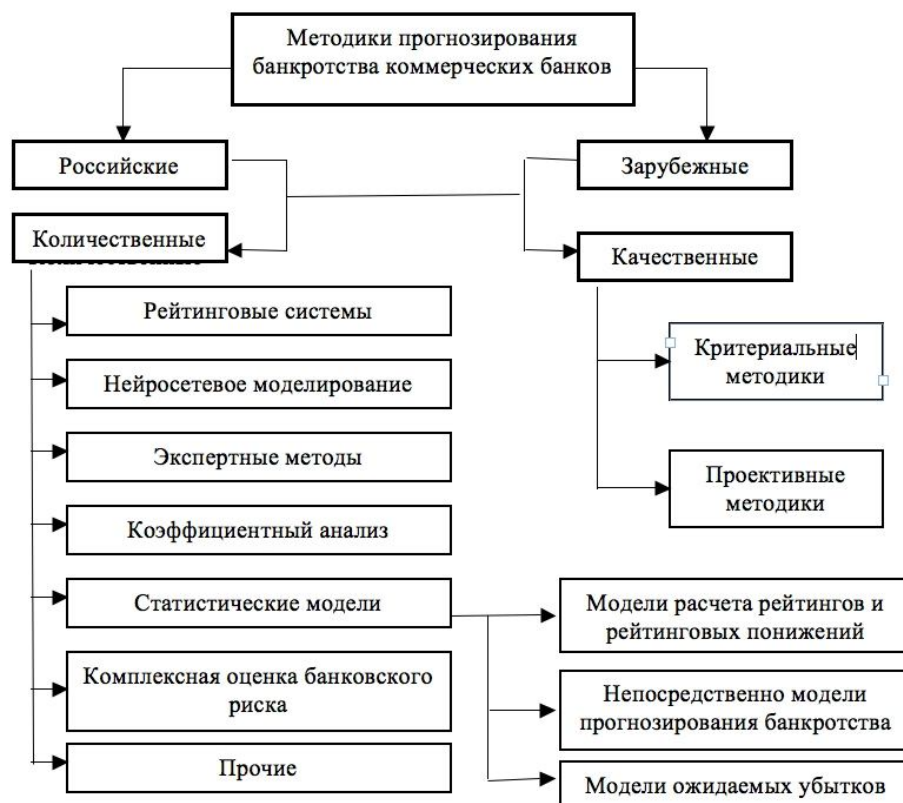 Методики прогнозирования
банкротства коммерческих банков
Российские
Зарубежные
Количественные
Качественные
Рейтинговые системы
Нейросетевое моделирование
Экспертные методы
Коэффициентный анализ
Статистические модели
Комплексная оценка банковского
риска
Прочие
Критериальные
методики
Проективные
методики
Модели расчета рейтингов и
рейтинговых понижений
Непосредственно модели
прогнозирования банкротства
Модели ожидаемых убытков